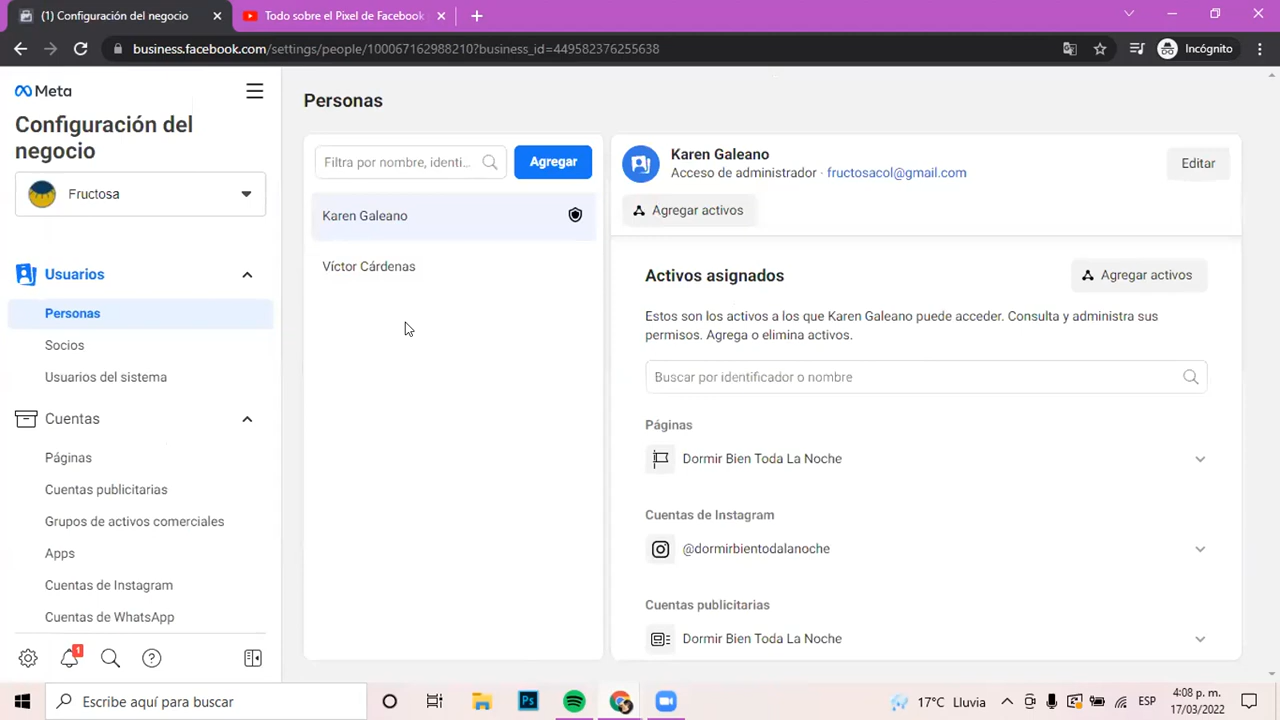 (1) Configuración del negocio
Todo sobre el Pixel de Facebook
business.facebook.com/settings/people/100067162988210?business_id=449582376255638
Incógnito
Meta
Configuración del
negocio
Fructosa
Usuarios
Personas
Socios
Usuarios del sistema
Cuentas
Páginas
Cuentas publicitarias
Grupos de activos comerciales
Apps
Cuentas de Instagram
Cuentas de WhatsApp
1
Personas
Filtra por nombre, identi...
Agregar
Karen Galeano
Víctor Cárdenas
Karen Galeano
Acceso de administrador · fructosacol@gmail.com
Editar
Agregar activos
Activos asignados
Agregar activos
Estos son los activos a los que Karen Galeano puede acceder. Consulta y administra sus
permisos. Agrega o elimina activos.
Buscar por identificador o nombre
Páginas
Dormir Bien Toda La Noche
Cuentas de Instagram
@dormirbientodalanoche
Cuentas publicitarias
Dormir Bien Toda La Noche
Escribe aquí para buscar
Ps
17°C Lluvia
ESP
4:08 p. m.
17/03/2022